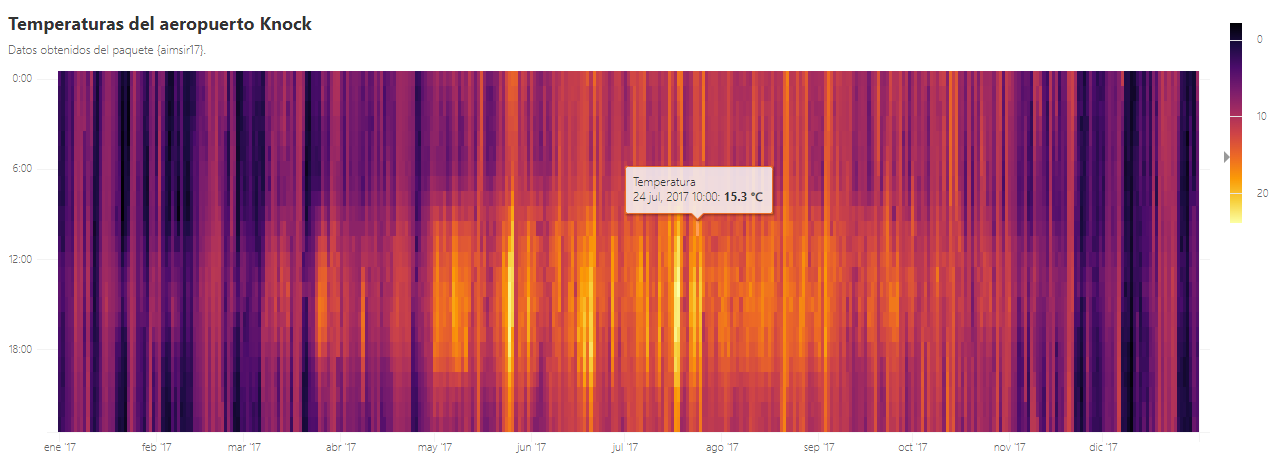 Temperaturas del aeropuerto Knock
Datos obtenidos del paquete {aimsir17}.
0:00
6:00
12:00
18:00
Temperatura
24 jul, 2017 10:00: 15.3 °C
ene '17 feb '17 mar '17 abr '17 may '17 jun '17 jul '17 ago '17 sep '17 oct '17 nov '17 dic '17
0
10
20